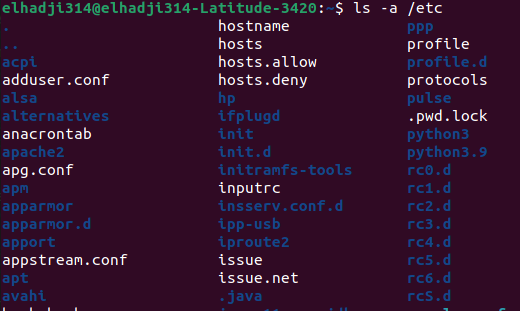 elhadji314@elhadji314-Latitude-3420:~$ ls -a /etc
. hostname ppp
.. hosts profile
acpi hosts.allow profile.d
adduser.conf hosts.deny protocols
alsa hp pulse
alternatives ifplugd .pwd.lock
anacrontab init python3
apache2 init.d python3.9
apg.conf initramfs-tools rc0.d
apm inputrc rc1.d
apparmor insserv.conf.d rc2.d
apparmor.d ipp-usb rc3.d
apport iproute2 rc4.d
appstream.conf issue rc5.d
apt issue.net rc6.d
avahi .java rcS.d